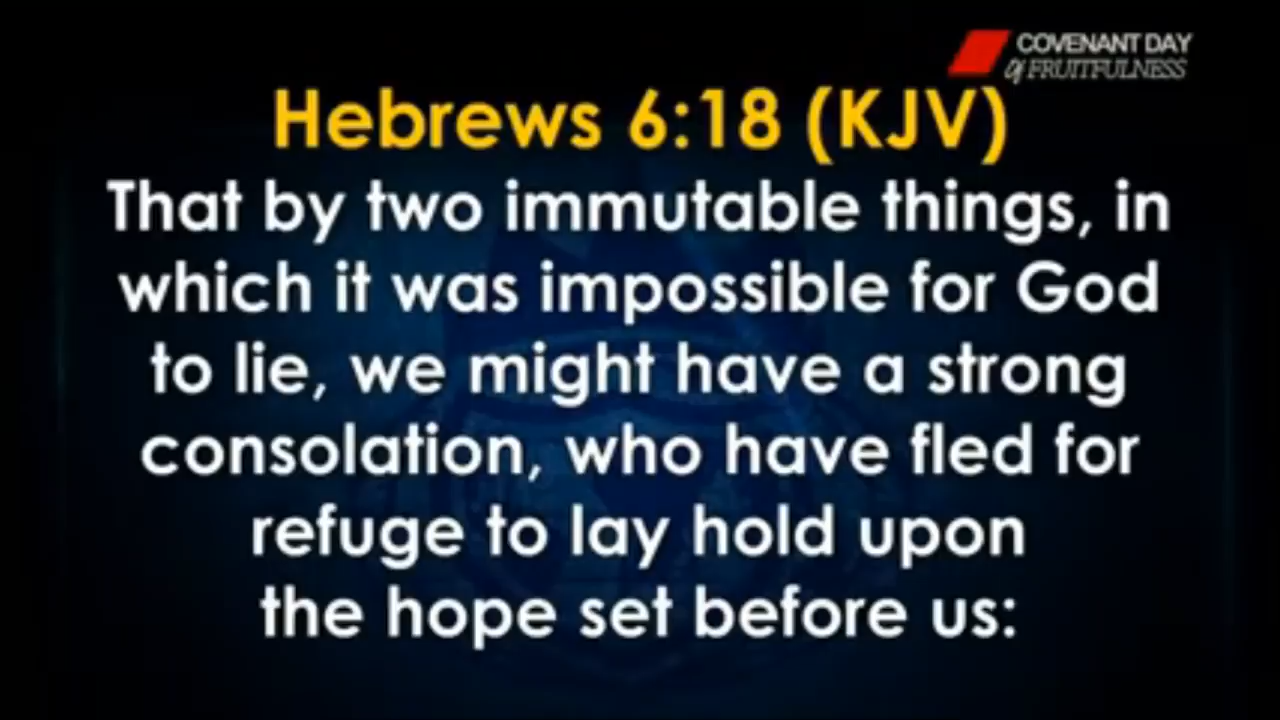 COVENANT DAY
of FRUITFULNESS
Hebrews 6:18 (KJV)
That by two immutable things, in
which it was impossible for God
to lie, we might have a strong
consolation, who have fled for
refuge to lay hold upon
the hope set before us: